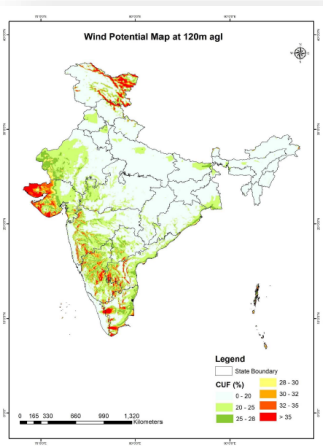 Wind Potential Map at 120m agl
N
Legend
State Boundary
CUF (%)
0 - 20
20 - 25
25 - 28
28 - 30
30 - 32
32 - 35
> 35
0 165 330 660 990 1,320
Kilometers